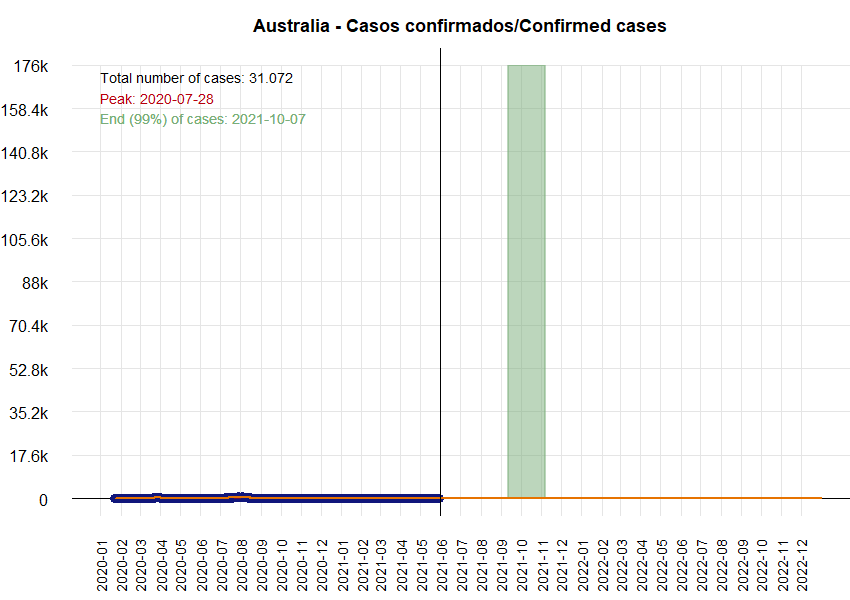 Australia - Casos confirmados/Confirmed cases
176k
158.4k
140.8k
123.2k
105.6k
88k
70.4k
52.8k
35.2k
17.6k
0
Total number of cases: 31.072
Peak: 2020-07-28
End (99%) of cases: 2021-10-07
2020-01
2020-02
2020-03
2020-04
2020-05
2020-06
2020-07
2020-08
2020-09
2020-10
2020-11
2020-12
2021-01
2021-02
2021-03
2021-04
2021-05
2021-06
2021-07
2021-08
2021-09
2021-10
2021-11
2021-12
2022-01
2022-02
2022-03
2022-04
2022-05
2022-06
2022-07
2022-08
2022-09
2022-10
2022-11
2022-12